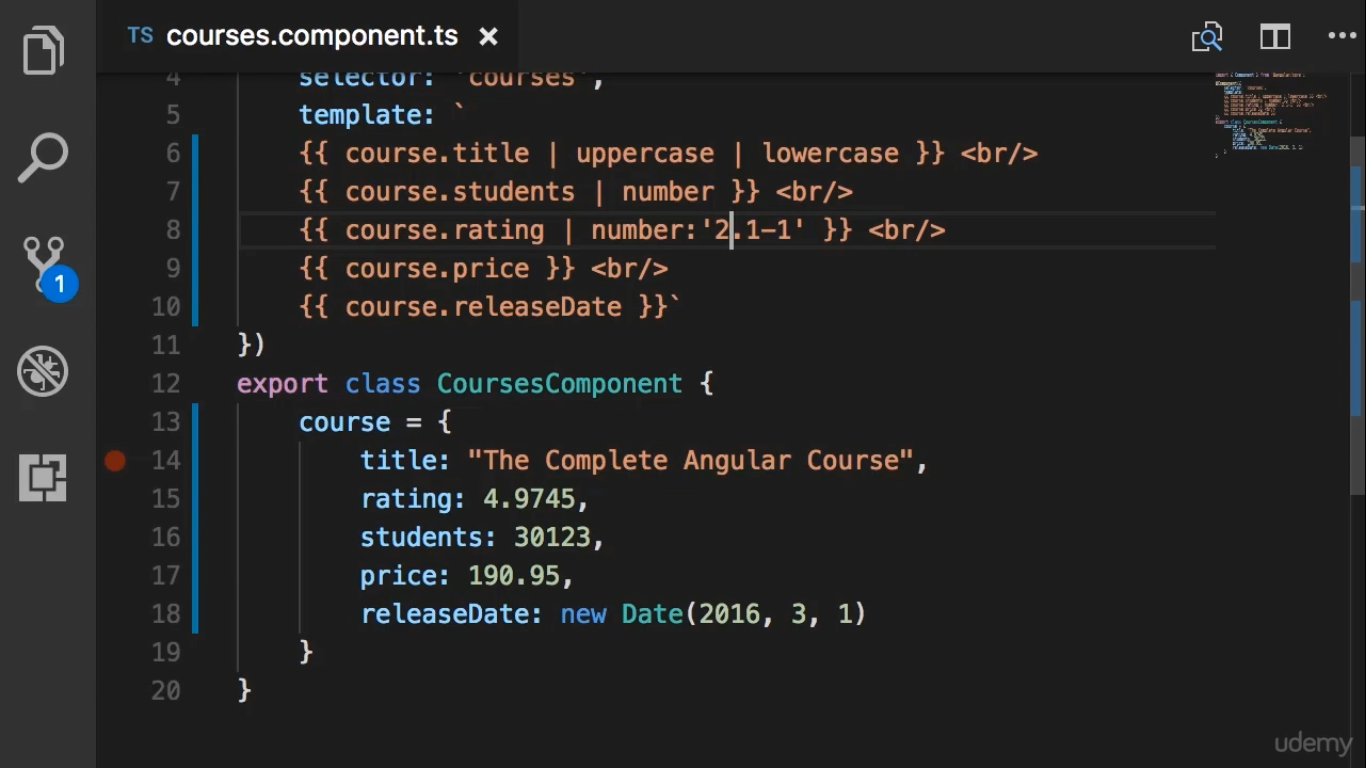 TS courses.component.ts
4 selector: `courses`,
5 template: `
6 {{ course.title | uppercase | lowercase }} <br/>
7 {{ course.students | number }} <br/>
8 {{ course.rating | number:'2.1-1' }} <br/>
9 {{ course.price }} <br/>
10 {{ course.releaseDate }}`
11 })
12 export class CoursesComponent {
13 course = {
14 title: "The Complete Angular Course",
15 rating: 4.9745,
16 students: 30123,
17 price: 190.95,
18 releaseDate: new Date(2016, 3, 1)
19 }
20 }
1
udemy